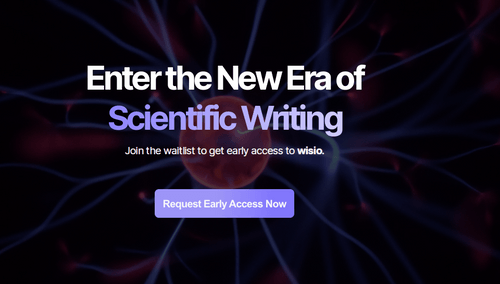 Enter the New Era of
Scientific Writing
Join the waitlist to get early access to wisio.
Request Early Access Now